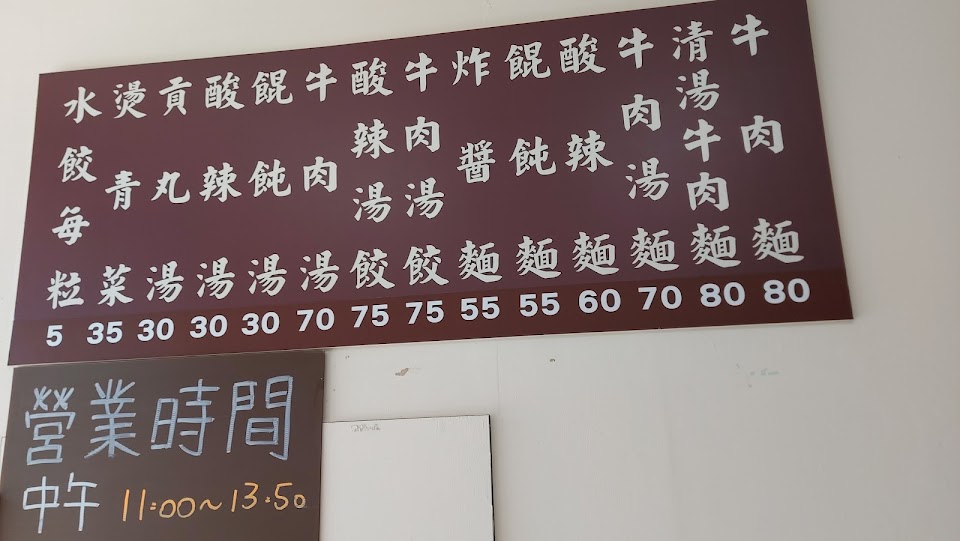 牛肉麵 80
清湯牛肉麵 80
牛肉湯麵 70
酸辣麵 60
餛飩麵 55
炸醬麵 55
牛肉湯餃 75
酸辣湯餃 75
牛肉湯 70
餛飩湯 30
酸辣湯 30
貢丸湯 30
燙青菜 35
水餃每粒 5
營業時間
中午 11:00~13:50